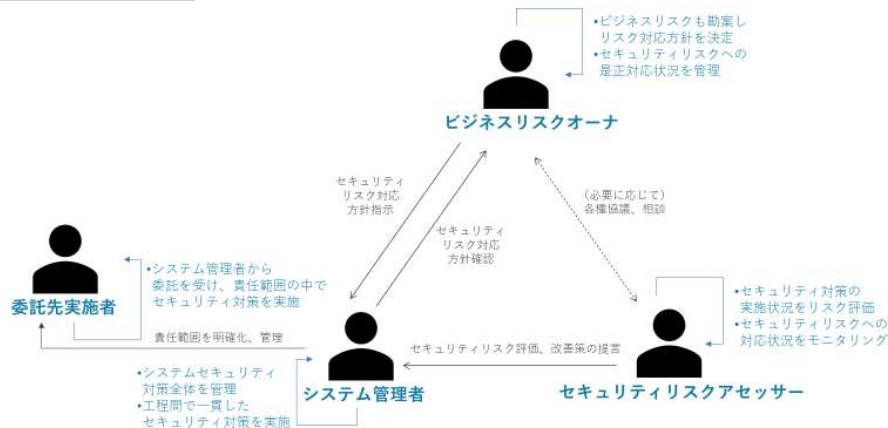 •ビジネスリスクも勘案し
リスク対応方針を決定
•セキュリティリスクへの
是正対応状況を管理
ビジネスリスクオーナ
セキュリティ
リスク対応
方針指示
(必要に応じて)
各種協議、相談
セキュリティ
リスク対応
方針確認
•システム管理者から
委託を受け、責任範囲の中で
セキュリティ対策を実施
委託先実施者
•セキュリティ対策の
実施状況をリスク評価
•セキュリティリスクへの
対応状況をモニタリング
責任範囲を明確化、管理
セキュリティリスク評価、改善策の提言
•システムセキュリティ
対策全体を管理
•工程間で一貫した
セキュリティ対策を実施
システム管理者
セキュリティリスクアセッサー